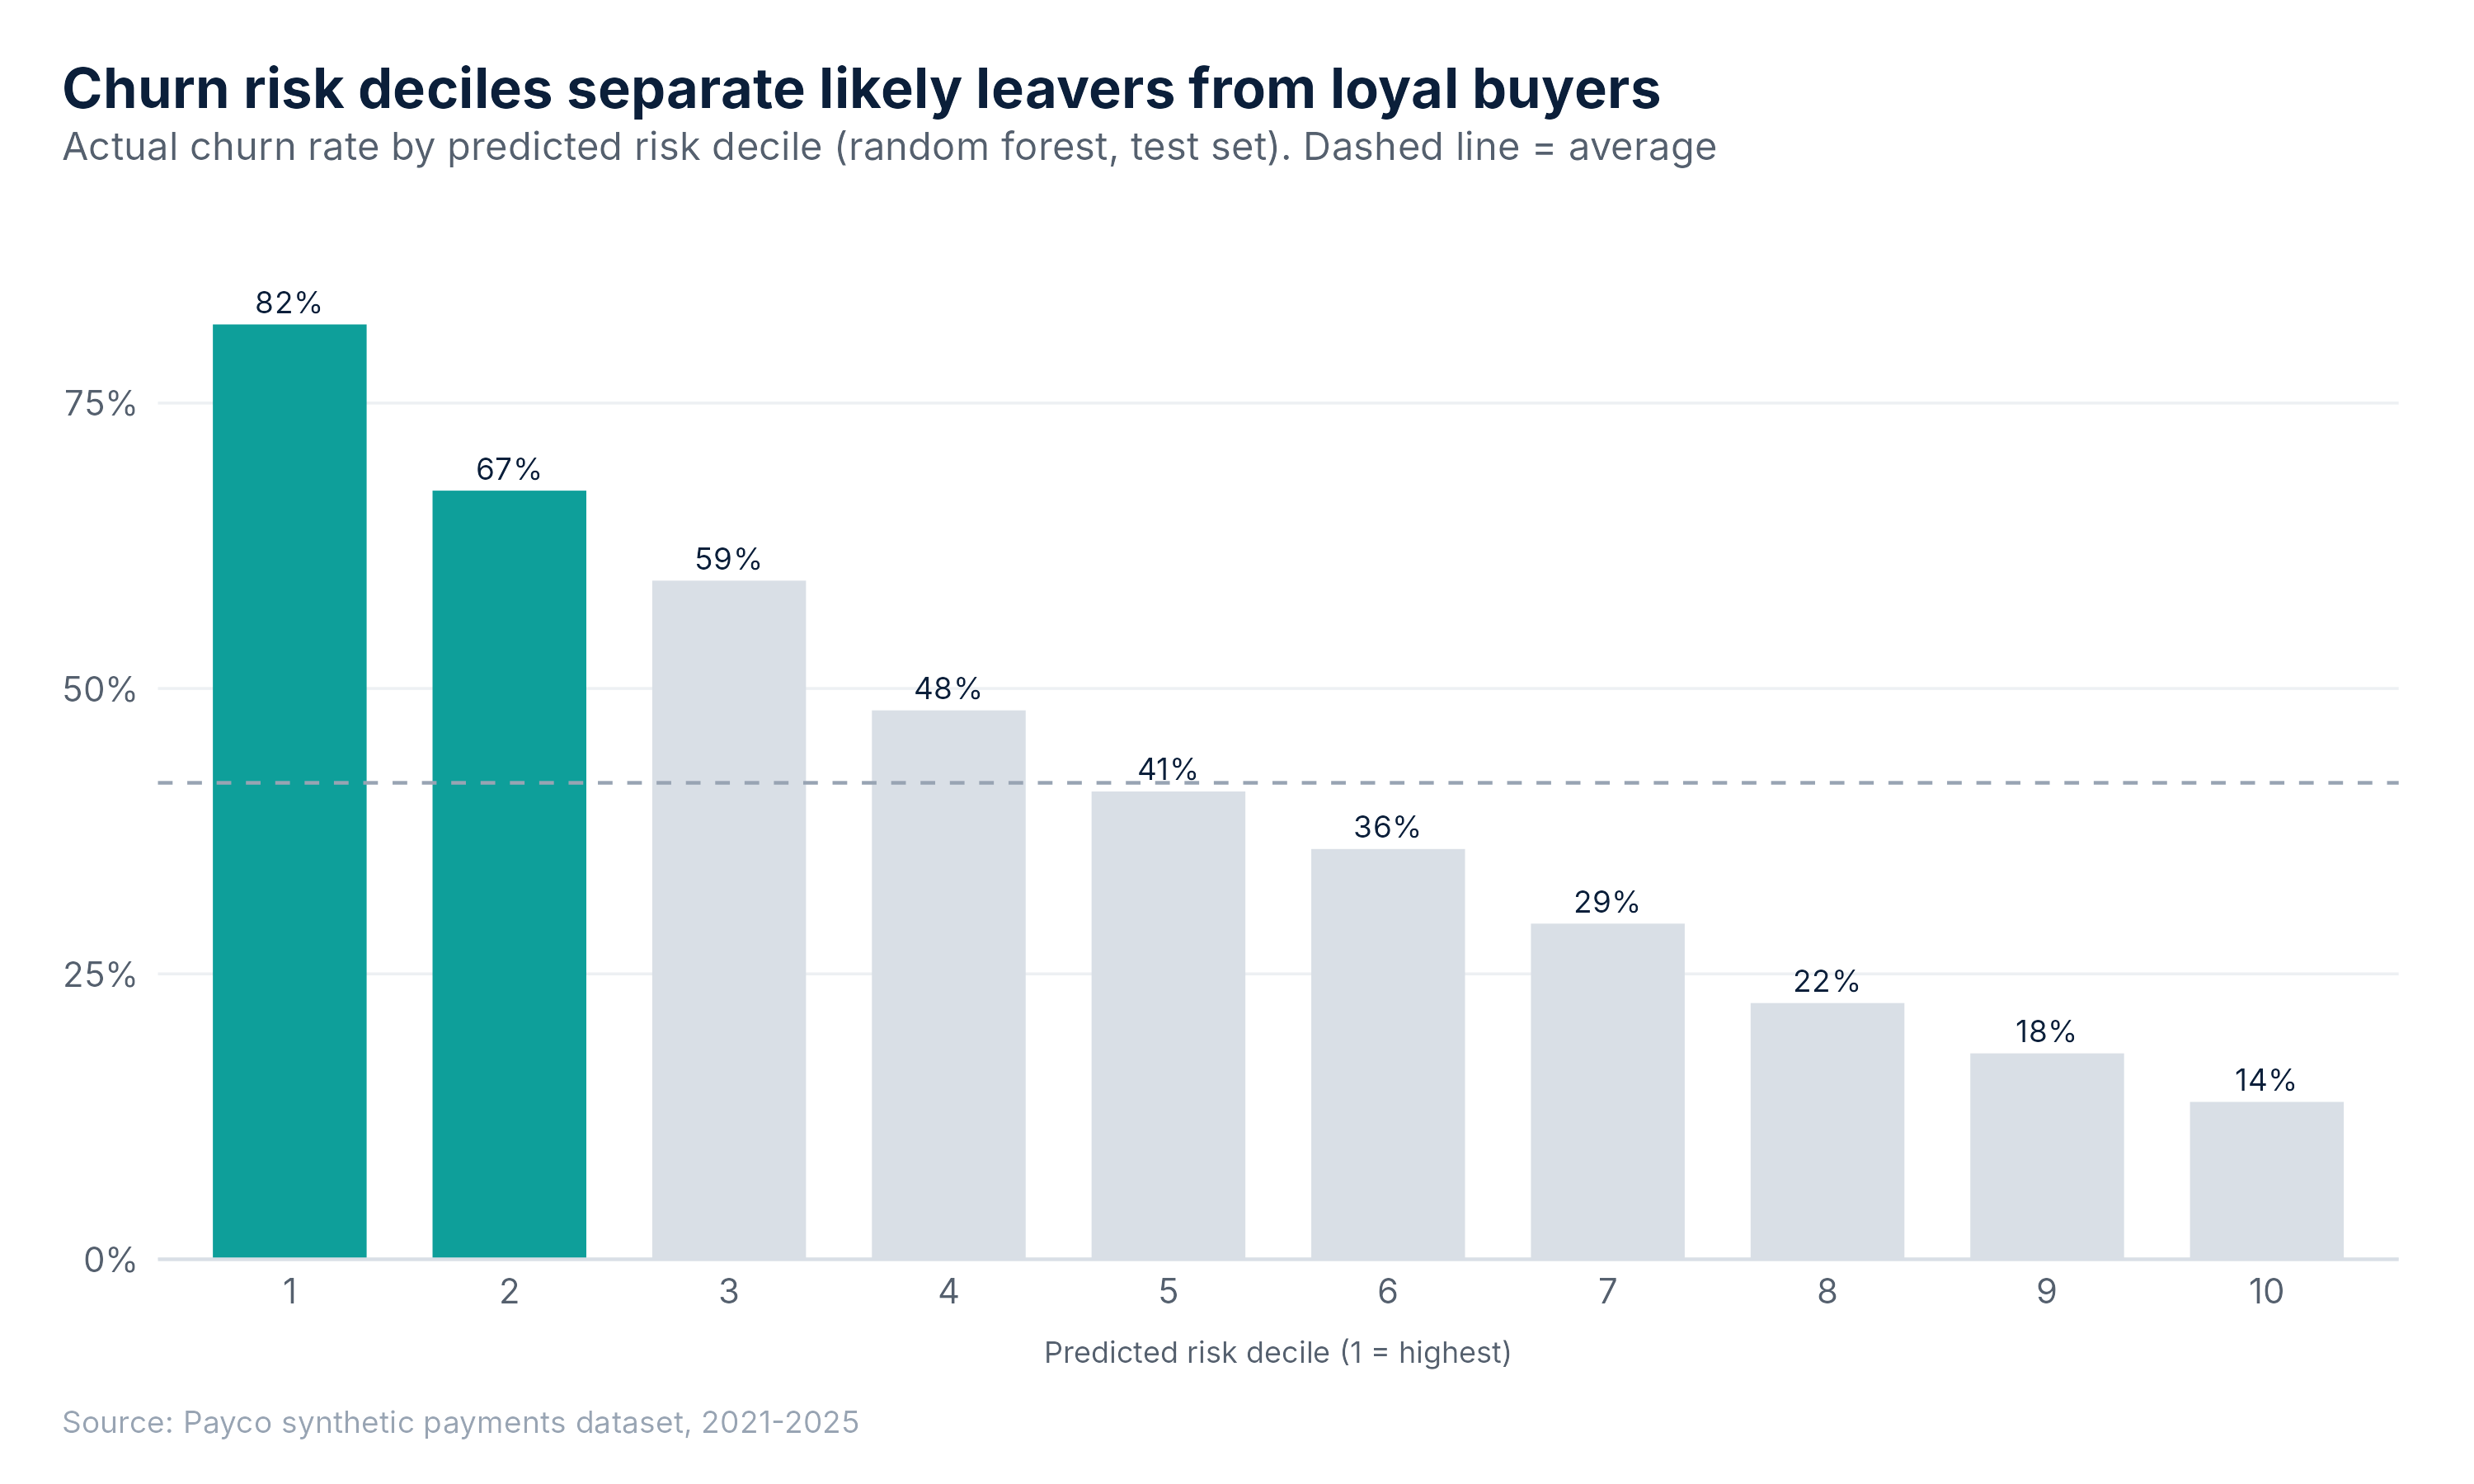 Churn risk deciles separate likely leavers from loyal buyers
Actual churn rate by predicted risk decile (random forest, test set). Dashed line = average
82%
75%
67%
59%
50%
48%
41%
36%
29%
25%
22%
18%
14%
0%
1 2 3 4 5 6 7 8 9 10
Predicted risk decile (1 = highest)
Source: Payco synthetic payments dataset, 2021-2025